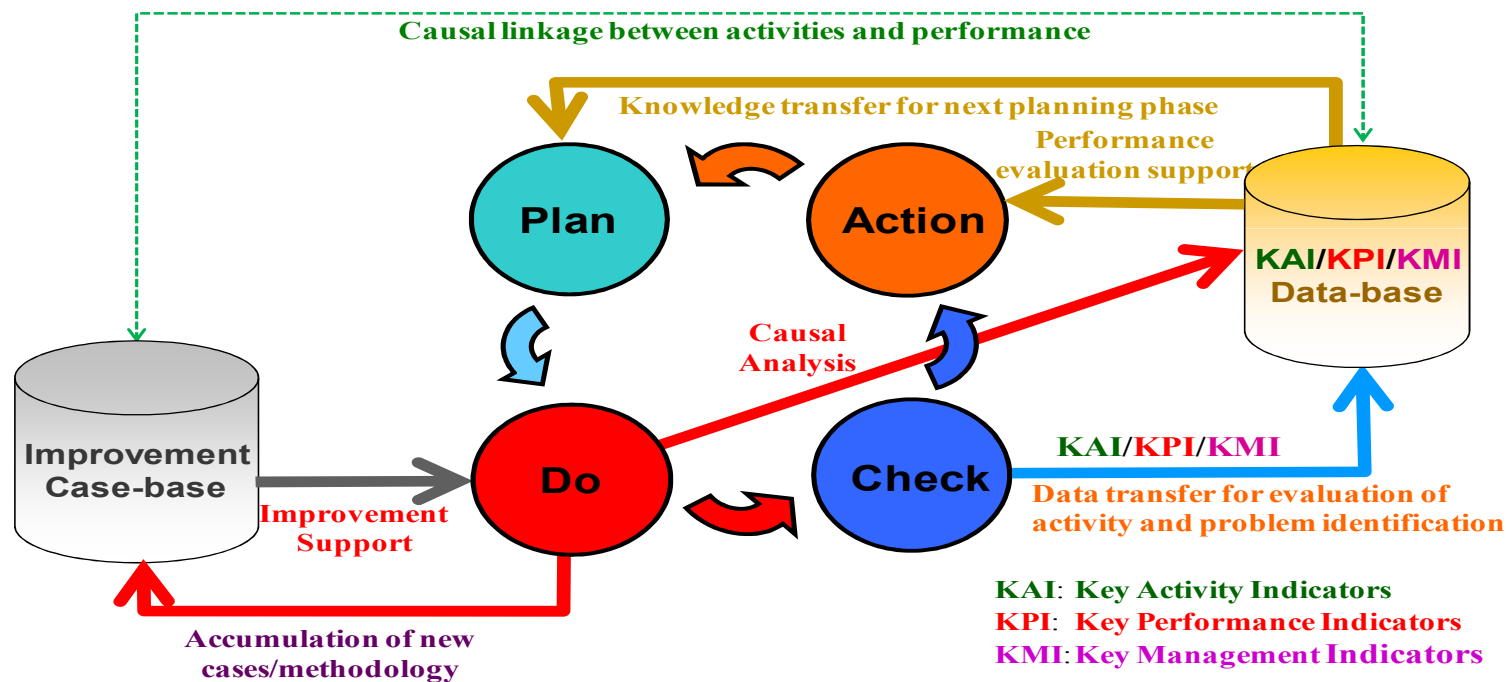 Causal linkage between activities and performance
Knowledge transfer for next planning phase
Performance
evaluation support
Plan
Action
KAI/KPI/KMI
Data-base
Causal
Analysis
Improvement
Case-base
Improvement
Support
Do
Check
KAI/KPI/KMI
Data transfer for evaluation of
activity and problem identification
Accumulation of new
cases/methodology
KAI: Key Activity Indicators
KPI: Key Performance Indicators
KMI: Key Management Indicators